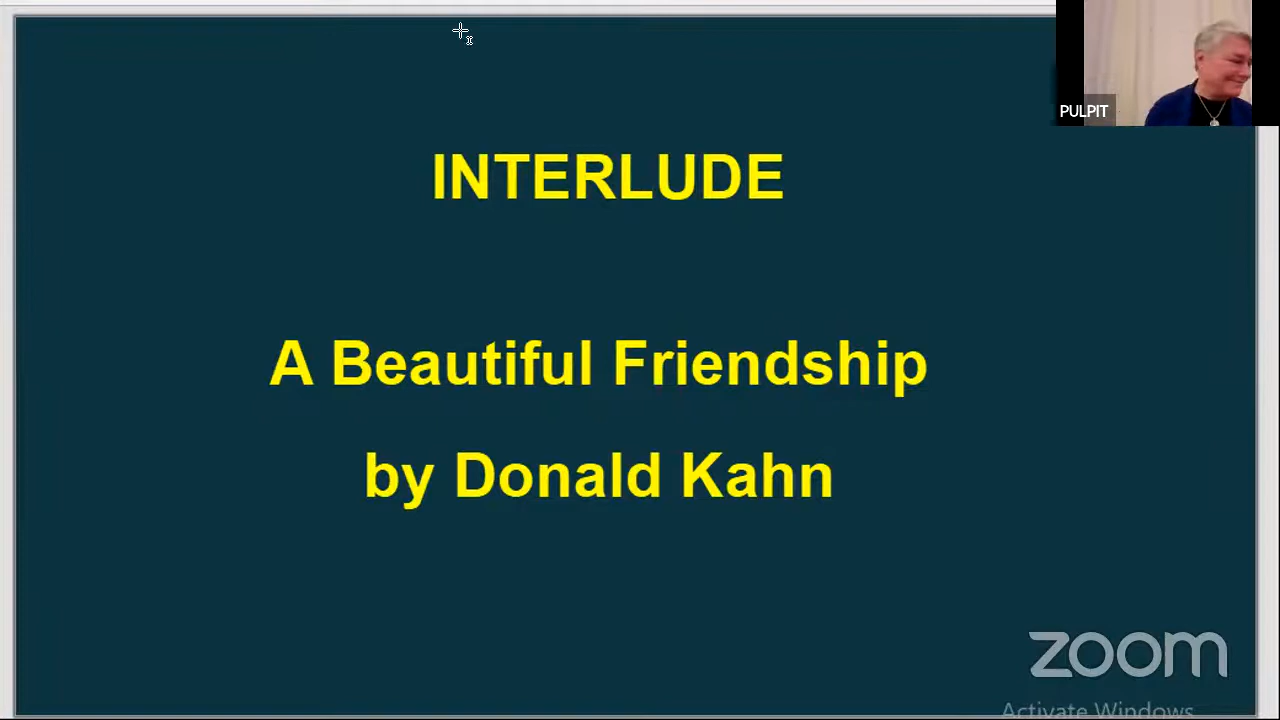 PULPIT
INTERLUDE
A Beautiful Friendship
by Donald Kahn
zoom
Activate Windows